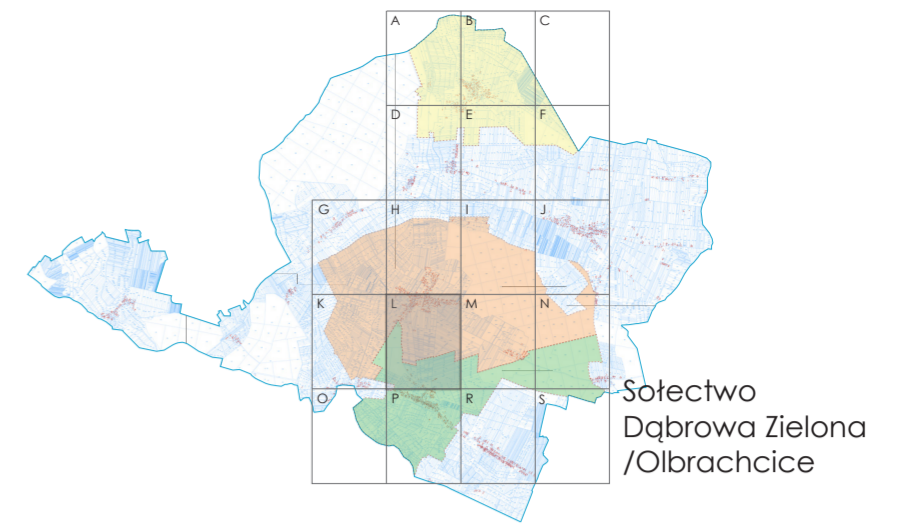 A B C
D E F
G H I J
K L M N
O P R S
Sołectwo
Dąbrowa Zielona
/Olbrachcice